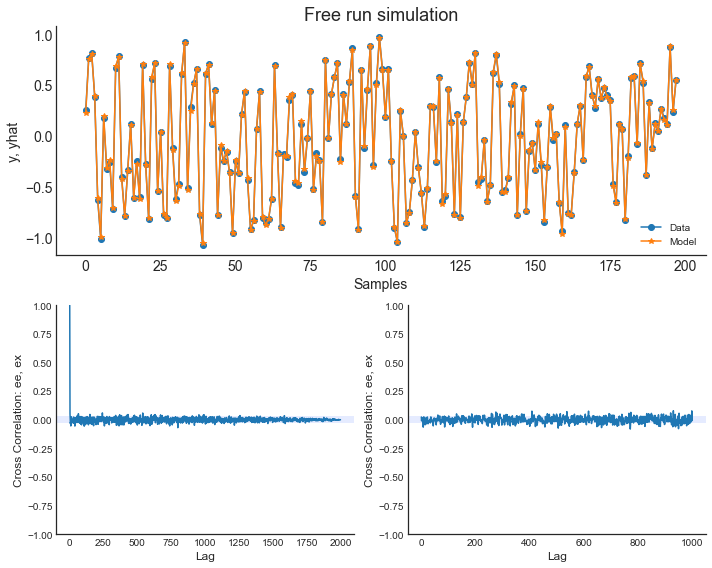 Free run simulation
y, yhat
1.0
0.5
0.0
−0.5
−1.0
0 25 50 75 100 125 150 175 200
Samples
Data
Model
Cross Correlation: ee, ex
1.00
0.75
0.50
0.25
0.00
−0.25
−0.50
−0.75
−1.00
0 250 500 750 1000 1250 1500 1750 2000
Lag
Cross Correlation: ee, ex
1.00
0.75
0.50
0.25
0.00
−0.25
−0.50
−0.75
−1.00
0 200 400 600 800 1000
Lag